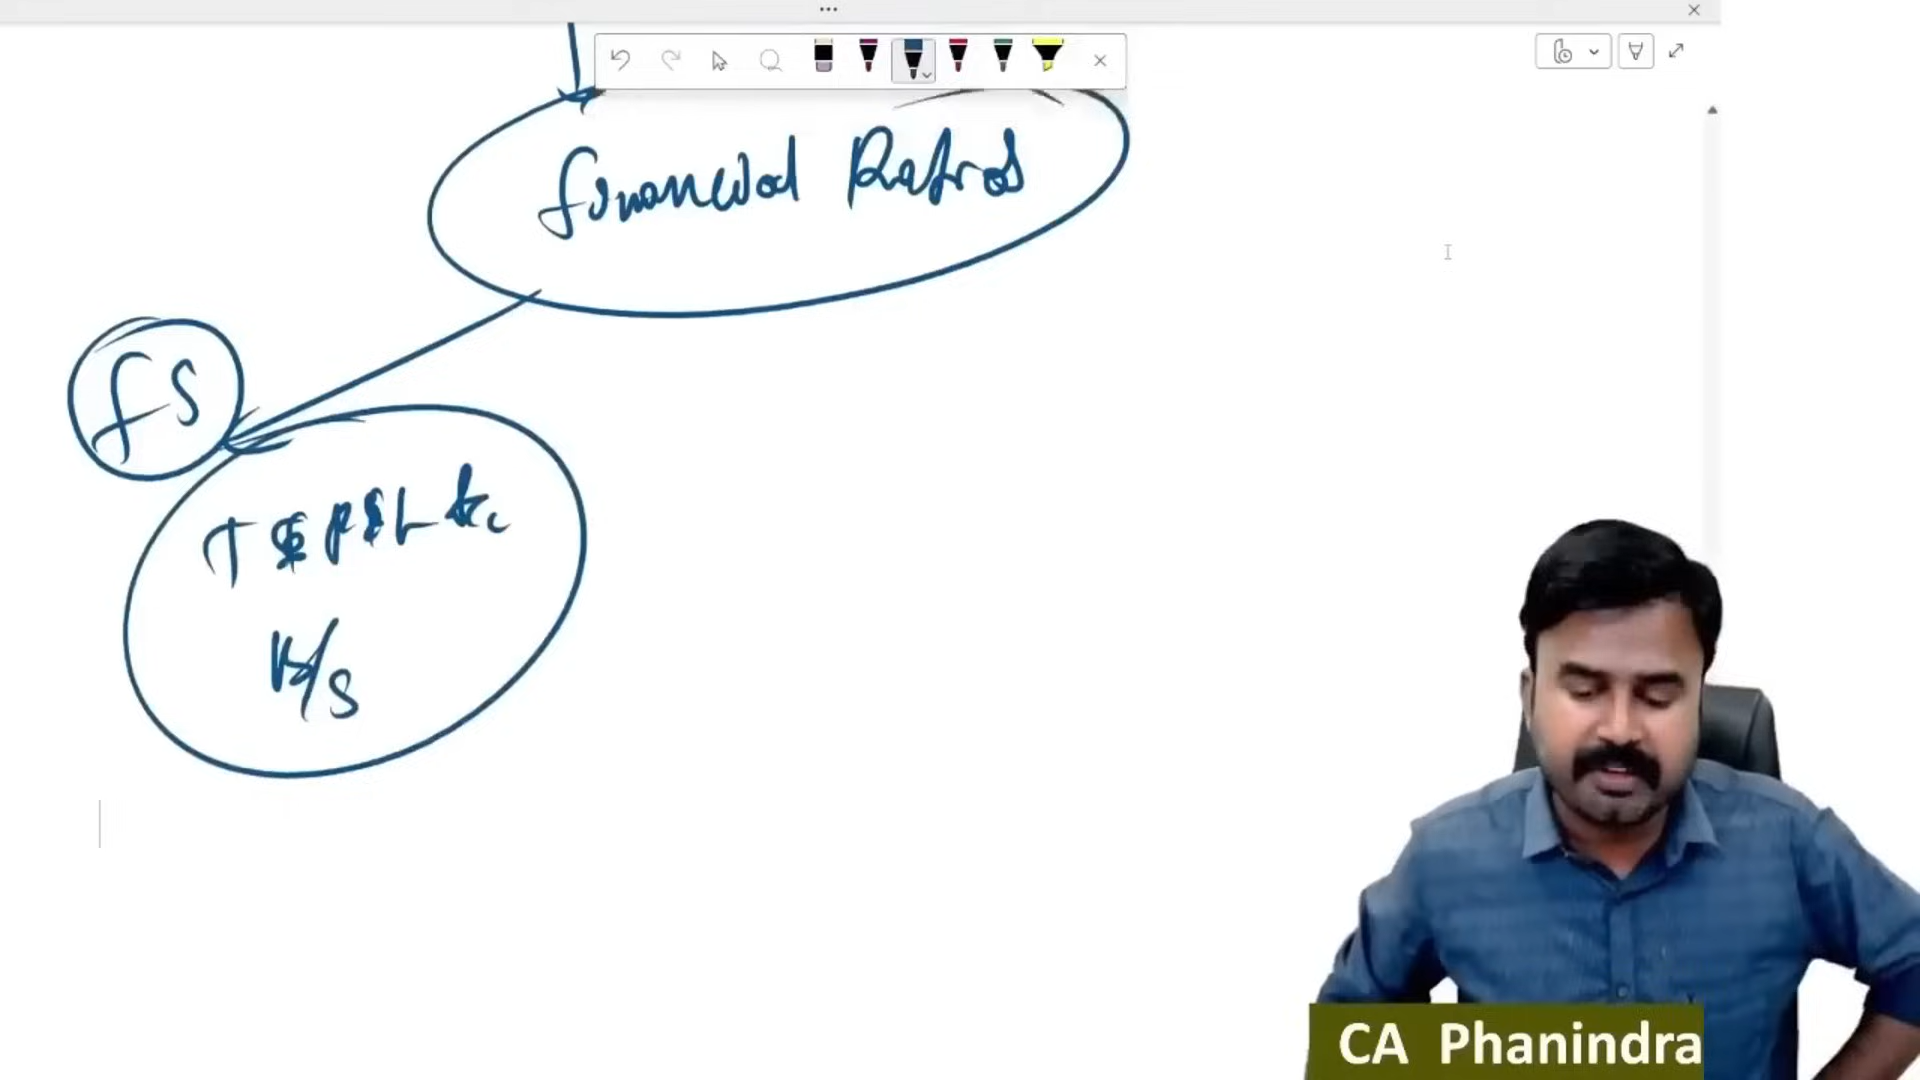 Financial Ratios
FS
T & P & L A/c
B/S
CA Phanindra